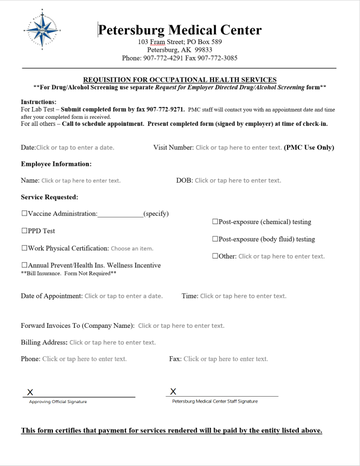 Petersburg Medical Center
103 Fram Street; PO Box 589
Petersburg, AK  99833
Phone: 907-772-4291 Fax 907-772-3085
REQUISITION FOR OCCUPATIONAL HEALTH SERVICES
**For Drug/Alcohol Screening use separate Request for Employer Directed Drug/Alcohol Screening form**
Instructions:
For Lab Test – Submit completed form by fax 907-772-9271.  PMC staff will contact you with an appointment date and time
after your completed form is received.
For all others – Call to schedule appointment.  Present completed form (signed by employer) at time of check-in.
Date:Click or tap to enter a date. Visit Number: Click or tap here to enter text. (PMC Use Only)
Employee Information:
Name: Click or tap here to enter text. DOB: Click or tap here to enter text.
Service Requested:
☐Vaccine Administration:______________(specify)
☐Post-exposure (chemical) testing
☐PPD Test
☐Post-exposure (body fluid) testing
☐Work Physical Certification: Choose an item.
☐Other: Click or tap here to enter text.
☐Annual Prevent/Health Ins. Wellness Incentive
**Bill Insurance.  Form Not Required**
Date of Appointment: Click or tap to enter a date. Time: Click or tap here to enter text.
Forward Invoices To (Company Name):  Click or tap here to enter text.
Billing Address: Click or tap here to enter text.
Phone: Click or tap here to enter text. Fax: Click or tap here to enter text.
X X
Approving Official Signature Petersburg Medical Center Staff Signature
This form certifies that payment for services rendered will be paid by the entity listed above.